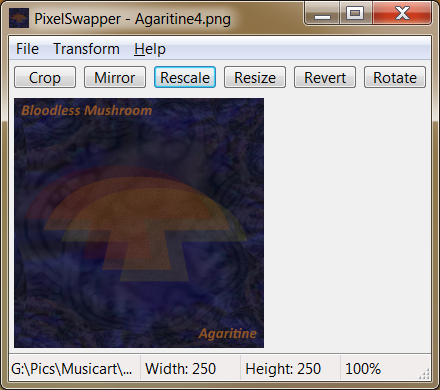 PixelSwapper - Agaritine4.png
File Transform Help
Crop Mirror Rescale Resize Revert Rotate
Bloodless Mushroom
Agaritine
G:\Pics\Musicart\... Width: 250 Height: 250 100%